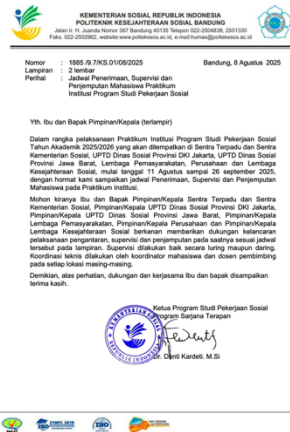 KEMENTERIAN SOSIAL REPUBLIK INDONESIA
POLITEKNIK KESEJAHTERAAN SOSIAL BANDUNG
Jalan Ir. H. Juanda Nomor 367 Bandung 40135 Telepon 022-2504838, 2501330
Faks. 022-2502962, website:www.poltekesos.ac.id, e-mail:humas@poltekesos.ac.id
Nomor : 1885 /9.7/KS.01/08/2025 Bandung, 8 Agustus 2025
Lampiran : 2 lembar
Perihal : Jadwal Penerimaan, Supervisi dan
Penjemputan Mahasiswa Praktikum
Institusi Program Studi Pekerjaan Sosial
Yth. Ibu dan Bapak Pimpinan/Kepala (terlampir)
Dalam rangka pelaksanaan Praktikum Institusi Program Studi Pekerjaan Sosial
Tahun Akademik 2025/2026 yang akan ditempatkan di Sentra Terpadu dan Sentra
Kementerian Sosial, UPTD Dinas Sosial Provinsi DKI Jakarta, UPTD Dinas Sosial
Provinsi Jawa Barat, Lembaga Pemasyarakatan, Perusahaan dan Lembaga
Kesejahteraan Sosial, mulai tanggal 11 Agustus sampai 26 september 2025,
dengan hormat kami sampaikan jadwal Penerimaan, Supervisi dan Penjemputan
Mahasiswa pada Praktikum Institusi.
Mohon kiranya Ibu dan Bapak Pimpinan/Kepala Sentra Terpadu dan Sentra
Kementerian Sosial, Pimpinan/Kepala UPTD Dinas Sosial Provinsi DKI Jakarta,
Pimpinan/Kepala UPTD Dinas Sosial Provinsi Jawa Barat, Pimpinan/Kepala
Lembaga Pemasyarakatan, Pimpinan/Kepala Perusahaan dan Pimpinan/Kepala
Lembaga Kesejahteraan Sosial berkenan memberikan dukungan kelancaran
pelaksanaan pengantaran, supervisi dan penjemputan pada saatnya sesuai jadwal
tersebut pada lampiran. Supervisi dilakukan baik secara luring maupun daring.
Koordinasi teknis dilakukan oleh koordinator mahasiswa dan dosen pembimbing
pada setiap lokasi masing-masing.
Demikian, atas perhatian, dukungan dan kerjasama Ibu dan bapak disampaikan
terima kasih.
Ketua Program Studi Pekerjaan Sosial
Program Sarjana Terapan
Dr. Denti Kardeti, M.Si